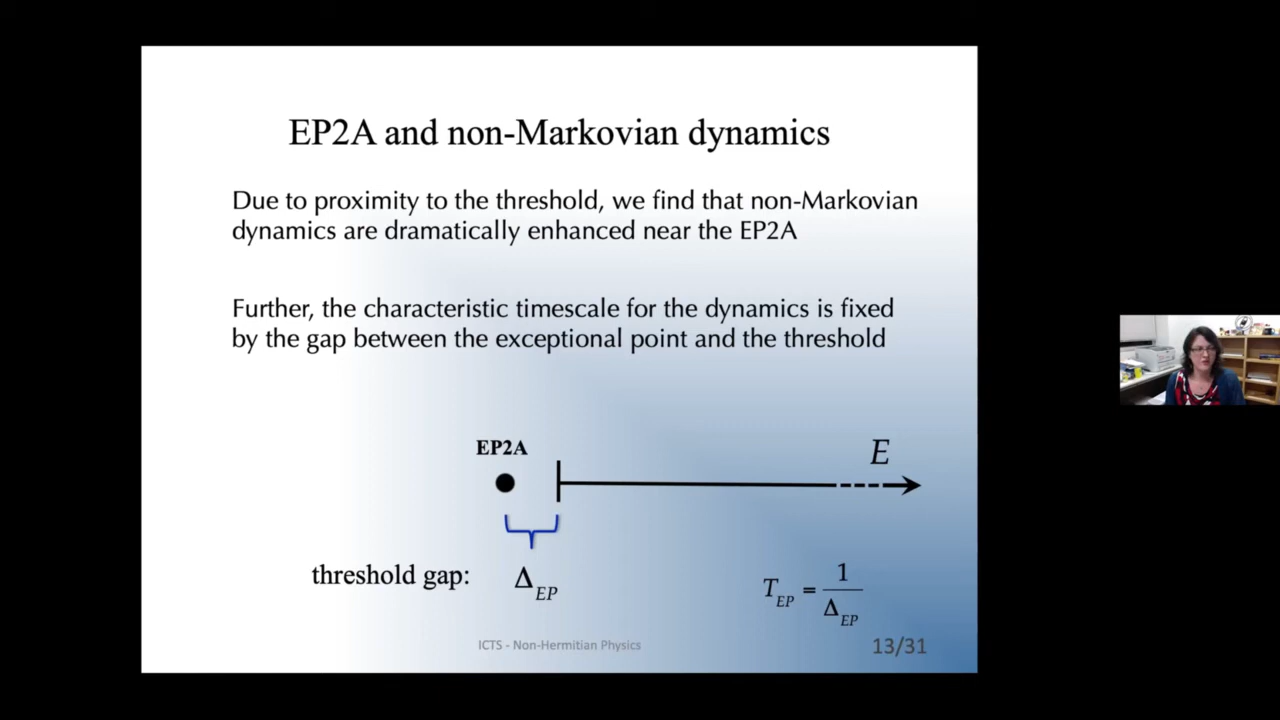 EP2A and non-Markovian dynamics
Due to proximity to the threshold, we find that non-Markovian
dynamics are dramatically enhanced near the EP2A
Further, the characteristic timescale for the dynamics is fixed
by the gap between the exceptional point and the threshold
EP2A
E
threshold gap: Δ_EP
T_EP = 1/Δ_EP
ICTS - Non-Hermitian Physics
13/31